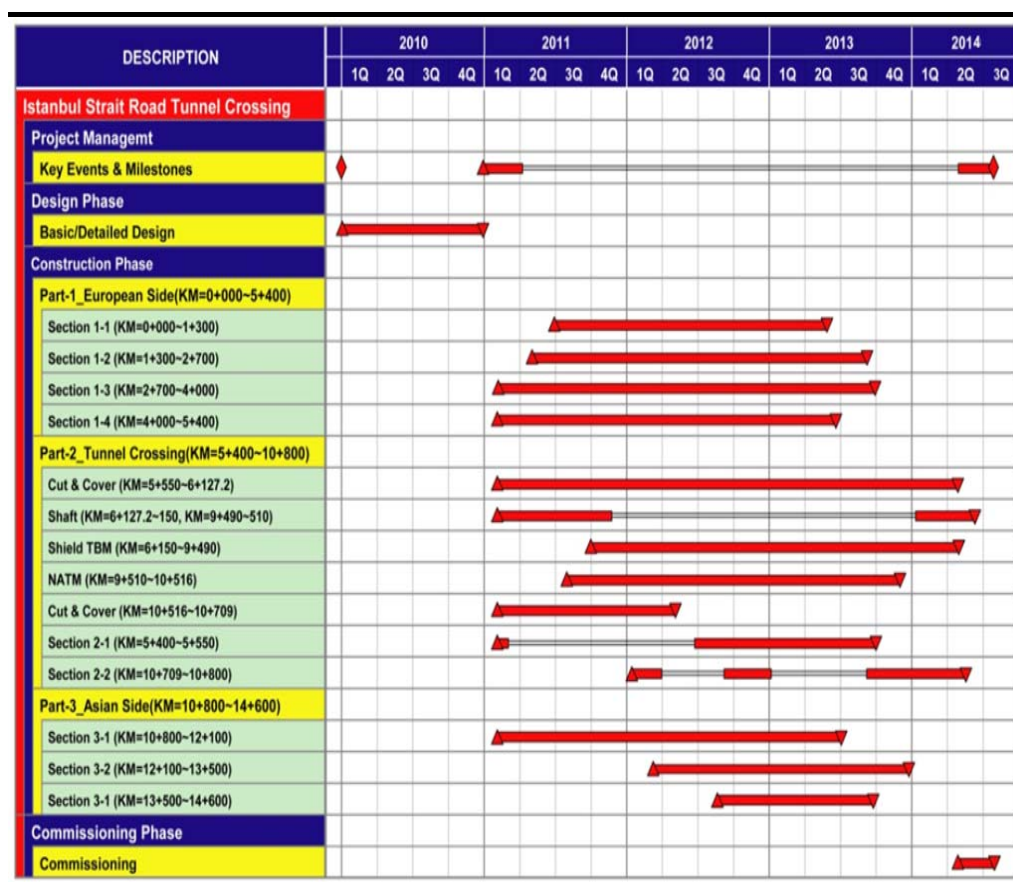 DESCRIPTION 2010 2011 2012 2013 2014
1Q 2Q 3Q 4Q 1Q 2Q 3Q 4Q 1Q 2Q 3Q 4Q 1Q 2Q 3Q 4Q 1Q 2Q 3Q
Istanbul Strait Road Tunnel Crossing
Project Managemt
Key Events & Milestones
Design Phase
Basic/Detailed Design
Construction Phase
Part-1_European Side(KM=0+000~5+400)
Section 1-1 (KM=0+000~1+300)
Section 1-2 (KM=1+300~2+700)
Section 1-3 (KM=2+700~4+000)
Section 1-4 (KM=4+000~5+400)
Part-2_Tunnel Crossing(KM=5+400~10+800)
Cut & Cover (KM=5+550~6+127.2)
Shaft (KM=6+127.2~150, KM=9+490~510)
Shield TBM (KM=6+150~9+490)
NATM (KM=9+510~10+516)
Cut & Cover (KM=10+516~10+709)
Section 2-1 (KM=5+400~5+550)
Section 2-2 (KM=10+709~10+800)
Part-3_Asian Side(KM=10+800~14+600)
Section 3-1 (KM=10+800~12+100)
Section 3-2 (KM=12+100~13+500)
Section 3-1 (KM=13+500~14+600)
Commissioning Phase
Commissioning